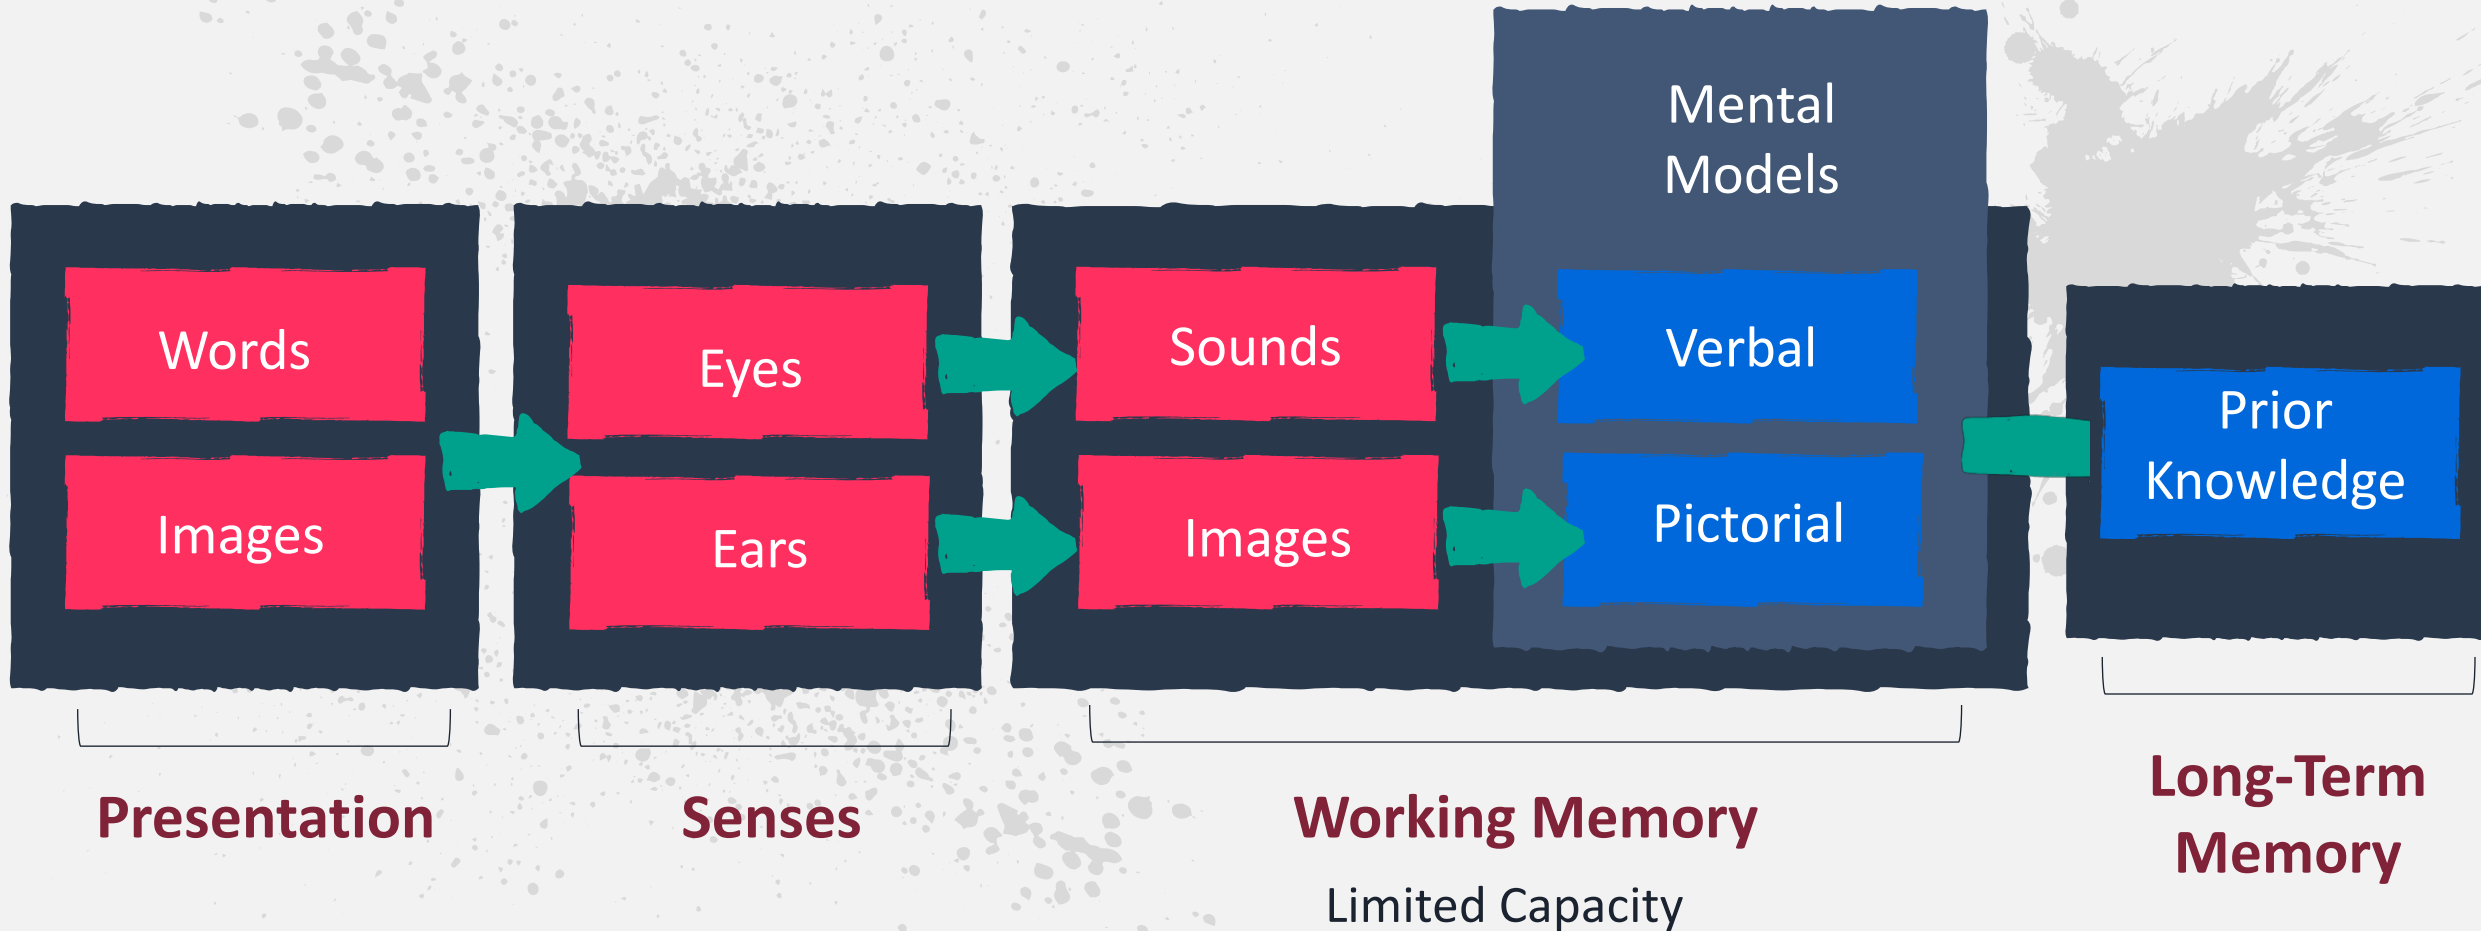 Mental
Models
Words
Images
Eyes
Ears
Sounds
Images
Verbal
Pictorial
Prior
Knowledge
Presentation
Senses
Working Memory
Limited Capacity
Long-Term
Memory